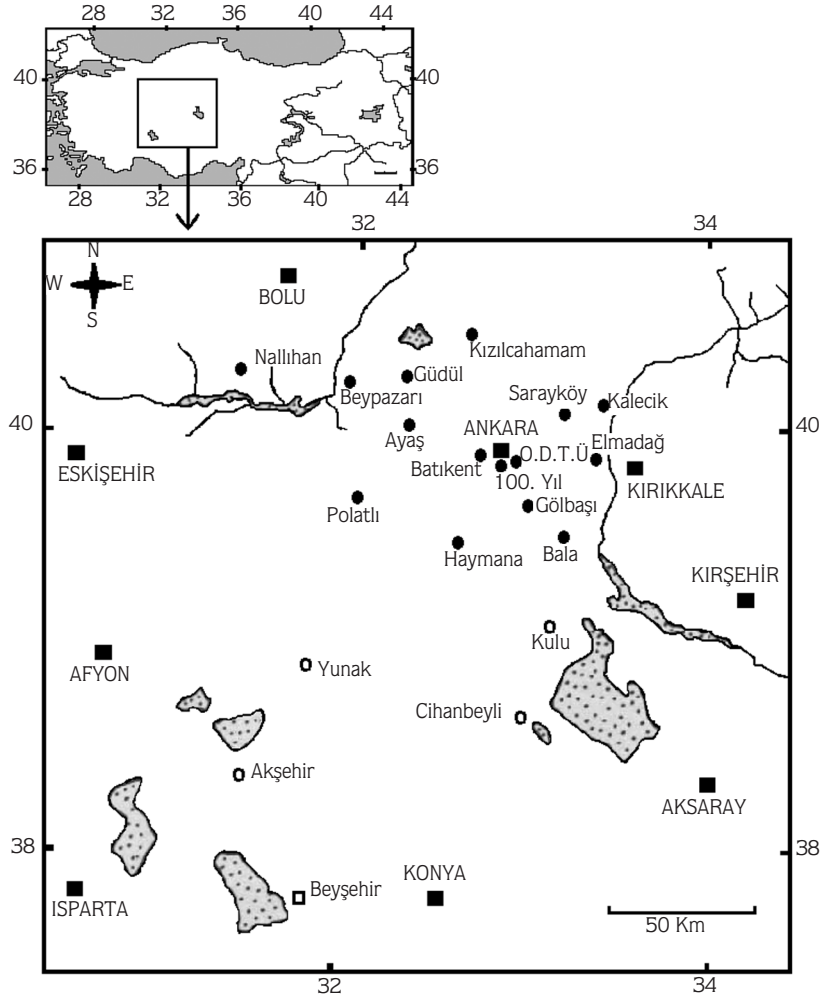 28 32 36 40 44
40 40
36 36
28 32 36 40 44
32 34
N
W E
S
BOLU
Kızılcahamam
Nallıhan
Güdül
Beypazarı
Sarayköy
Kalecik
40 40
Ayaş
ANKARA
Elmadağ
O.D.T.Ü
Batıkent
ESKİŞEHİR
100. Yıl
KIRIKKALE
Gölbaşı
Polatlı
Haymana
Bala
KIRŞEHİR
Kulu
Yunak
AFYON
Cihanbeyli
Akşehir
AKSARAY
38 38
KONYA
Beyşehir
ISPARTA
50 Km
32 34